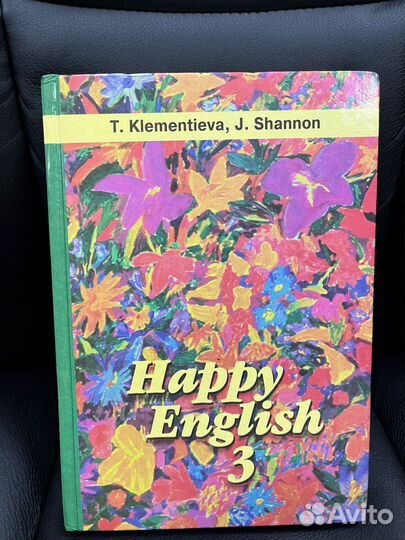 T. Klementieva, J. Shannon
Happy
English
3
Avito